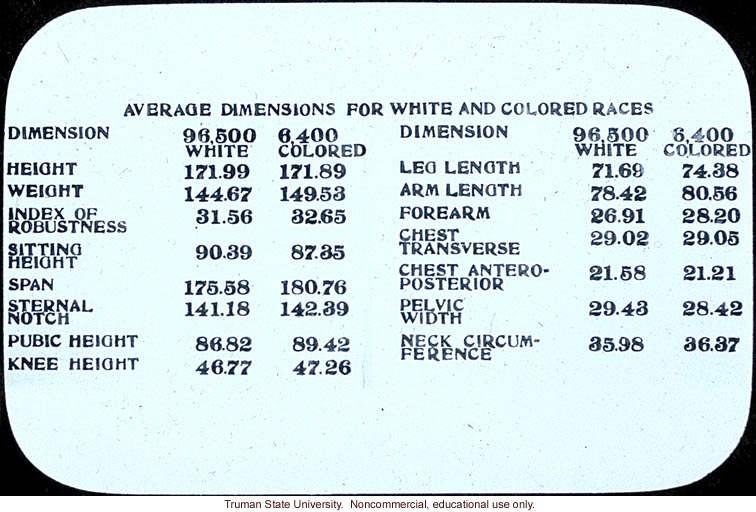 AVERAGE DIMENSIONS FOR WHITE AND COLORED RACES
DIMENSION 96,500 WHITE 6,400 COLORED
HEIGHT 171.99 171.89
WEIGHT 144.67 149.53
INDEX OF ROBUSTNESS 31.56 32.65
SITTING HEIGHT 90.39 87.35
SPAN 175.58 180.76
STERNAL NOTCH 141.18 142.39
PUBIC HEIGHT 86.82 89.42
KNEE HEIGHT 46.77 47.26
DIMENSION 96,500 WHITE 6,400 COLORED
LEG LENGTH 71.69 74.38
ARM LENGTH 78.42 80.56
FOREARM 26.91 28.20
CHEST TRANSVERSE 29.02 29.05
CHEST ANTERO-POSTERIOR 21.58 21.21
PELVIC WIDTH 29.43 28.42
NECK CIRCUM-FERENCE 35.98 36.37
Truman State University. Noncommercial, educational use only.